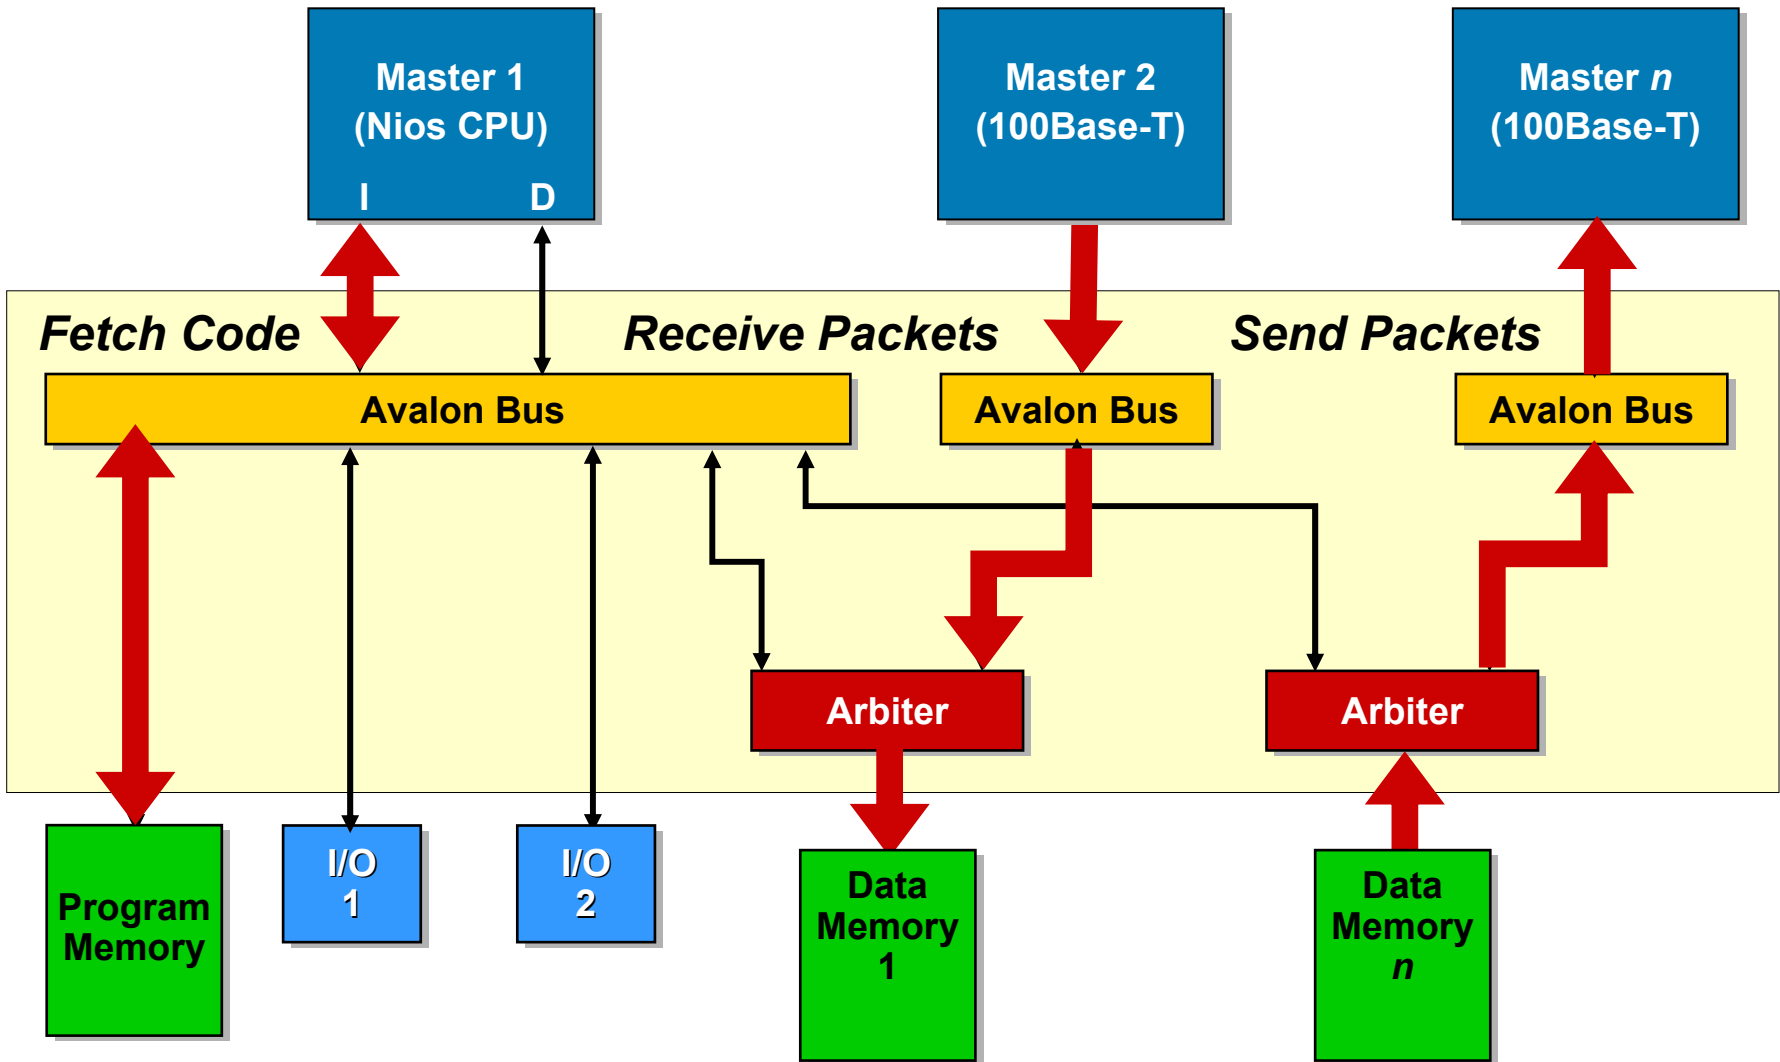 Master 1
(Nios CPU)
I D
Master 2
(100Base-T)
Master n
(100Base-T)
Fetch Code
Receive Packets
Send Packets
Avalon Bus
Avalon Bus
Avalon Bus
Arbiter
Arbiter
Program
Memory
I/O
1
I/O
2
Data
Memory
1
Data
Memory
n